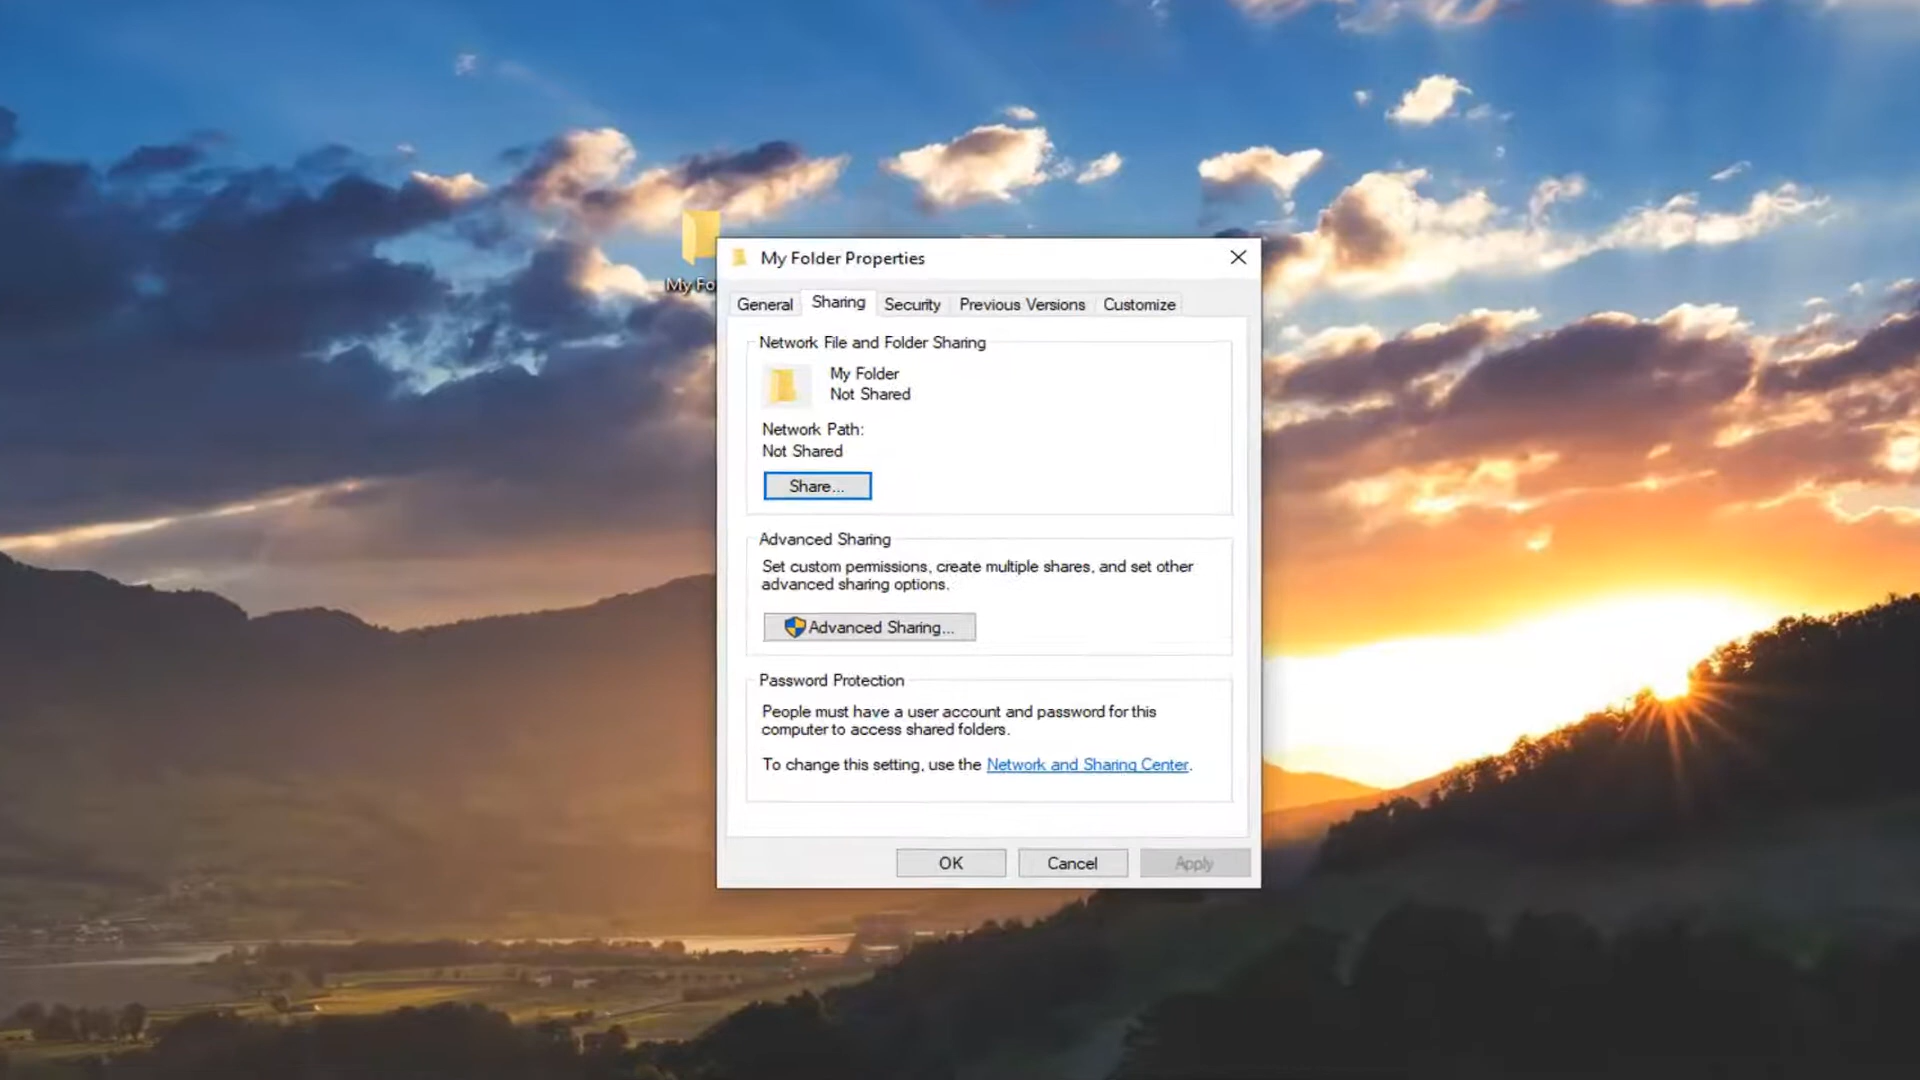 My Fo
My Folder Properties
General Sharing Security Previous Versions Customize
Network File and Folder Sharing
My Folder
Not Shared
Network Path:
Not Shared
Share...
Advanced Sharing
Set custom permissions, create multiple shares, and set other
advanced sharing options.
Advanced Sharing...
Password Protection
People must have a user account and password for this
computer to access shared folders.
To change this setting, use the Network and Sharing Center.
OK Cancel Apply